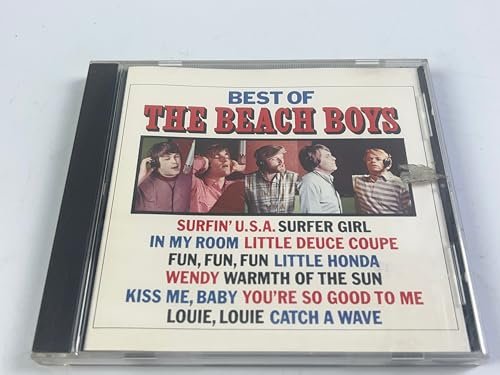 BEST OF
THE BEACH BOYS
SURFIN' U.S.A. SURFER GIRL
IN MY ROOM LITTLE DEUCE COUPE
FUN, FUN, FUN LITTLE HONDA
WENDY WARMTH OF THE SUN
KISS ME, BABY YOU'RE SO GOOD TO ME
LOUIE, LOUIE CATCH A WAVE